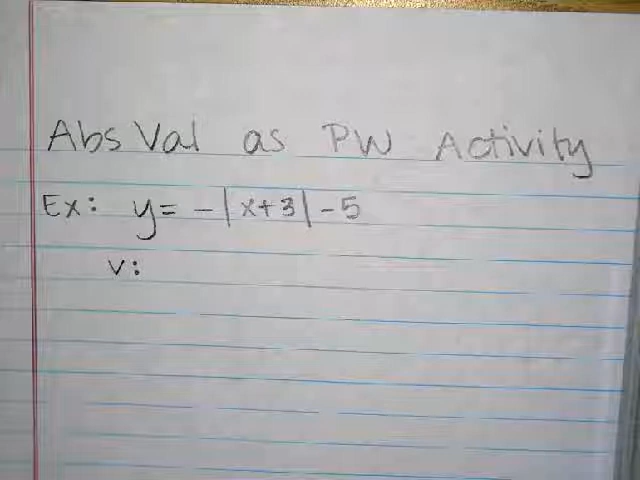 Abs Val as PW Activity
Ex: y = -|x+3| -5
V: